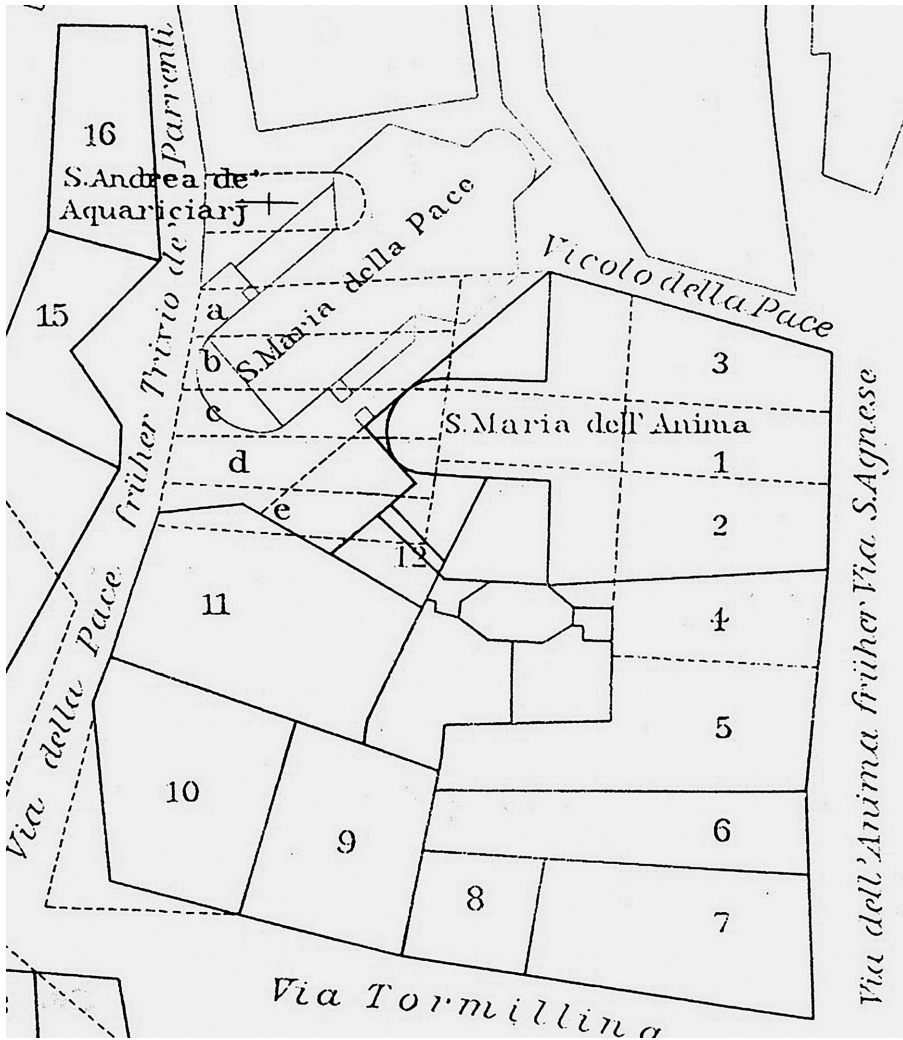 16
S. Andrea de'
Aquariciarj
S. Maria della Pace
Vicolo della Pace
15
a
b
c
d
e
3
S. Maria dell' Anima
1
2
12
11
4
5
10
9
6
8
7
Via della Pace früher Trivio de' Parrenti
Via dell'Anima früher Via S. Agnese
Via Tormillina